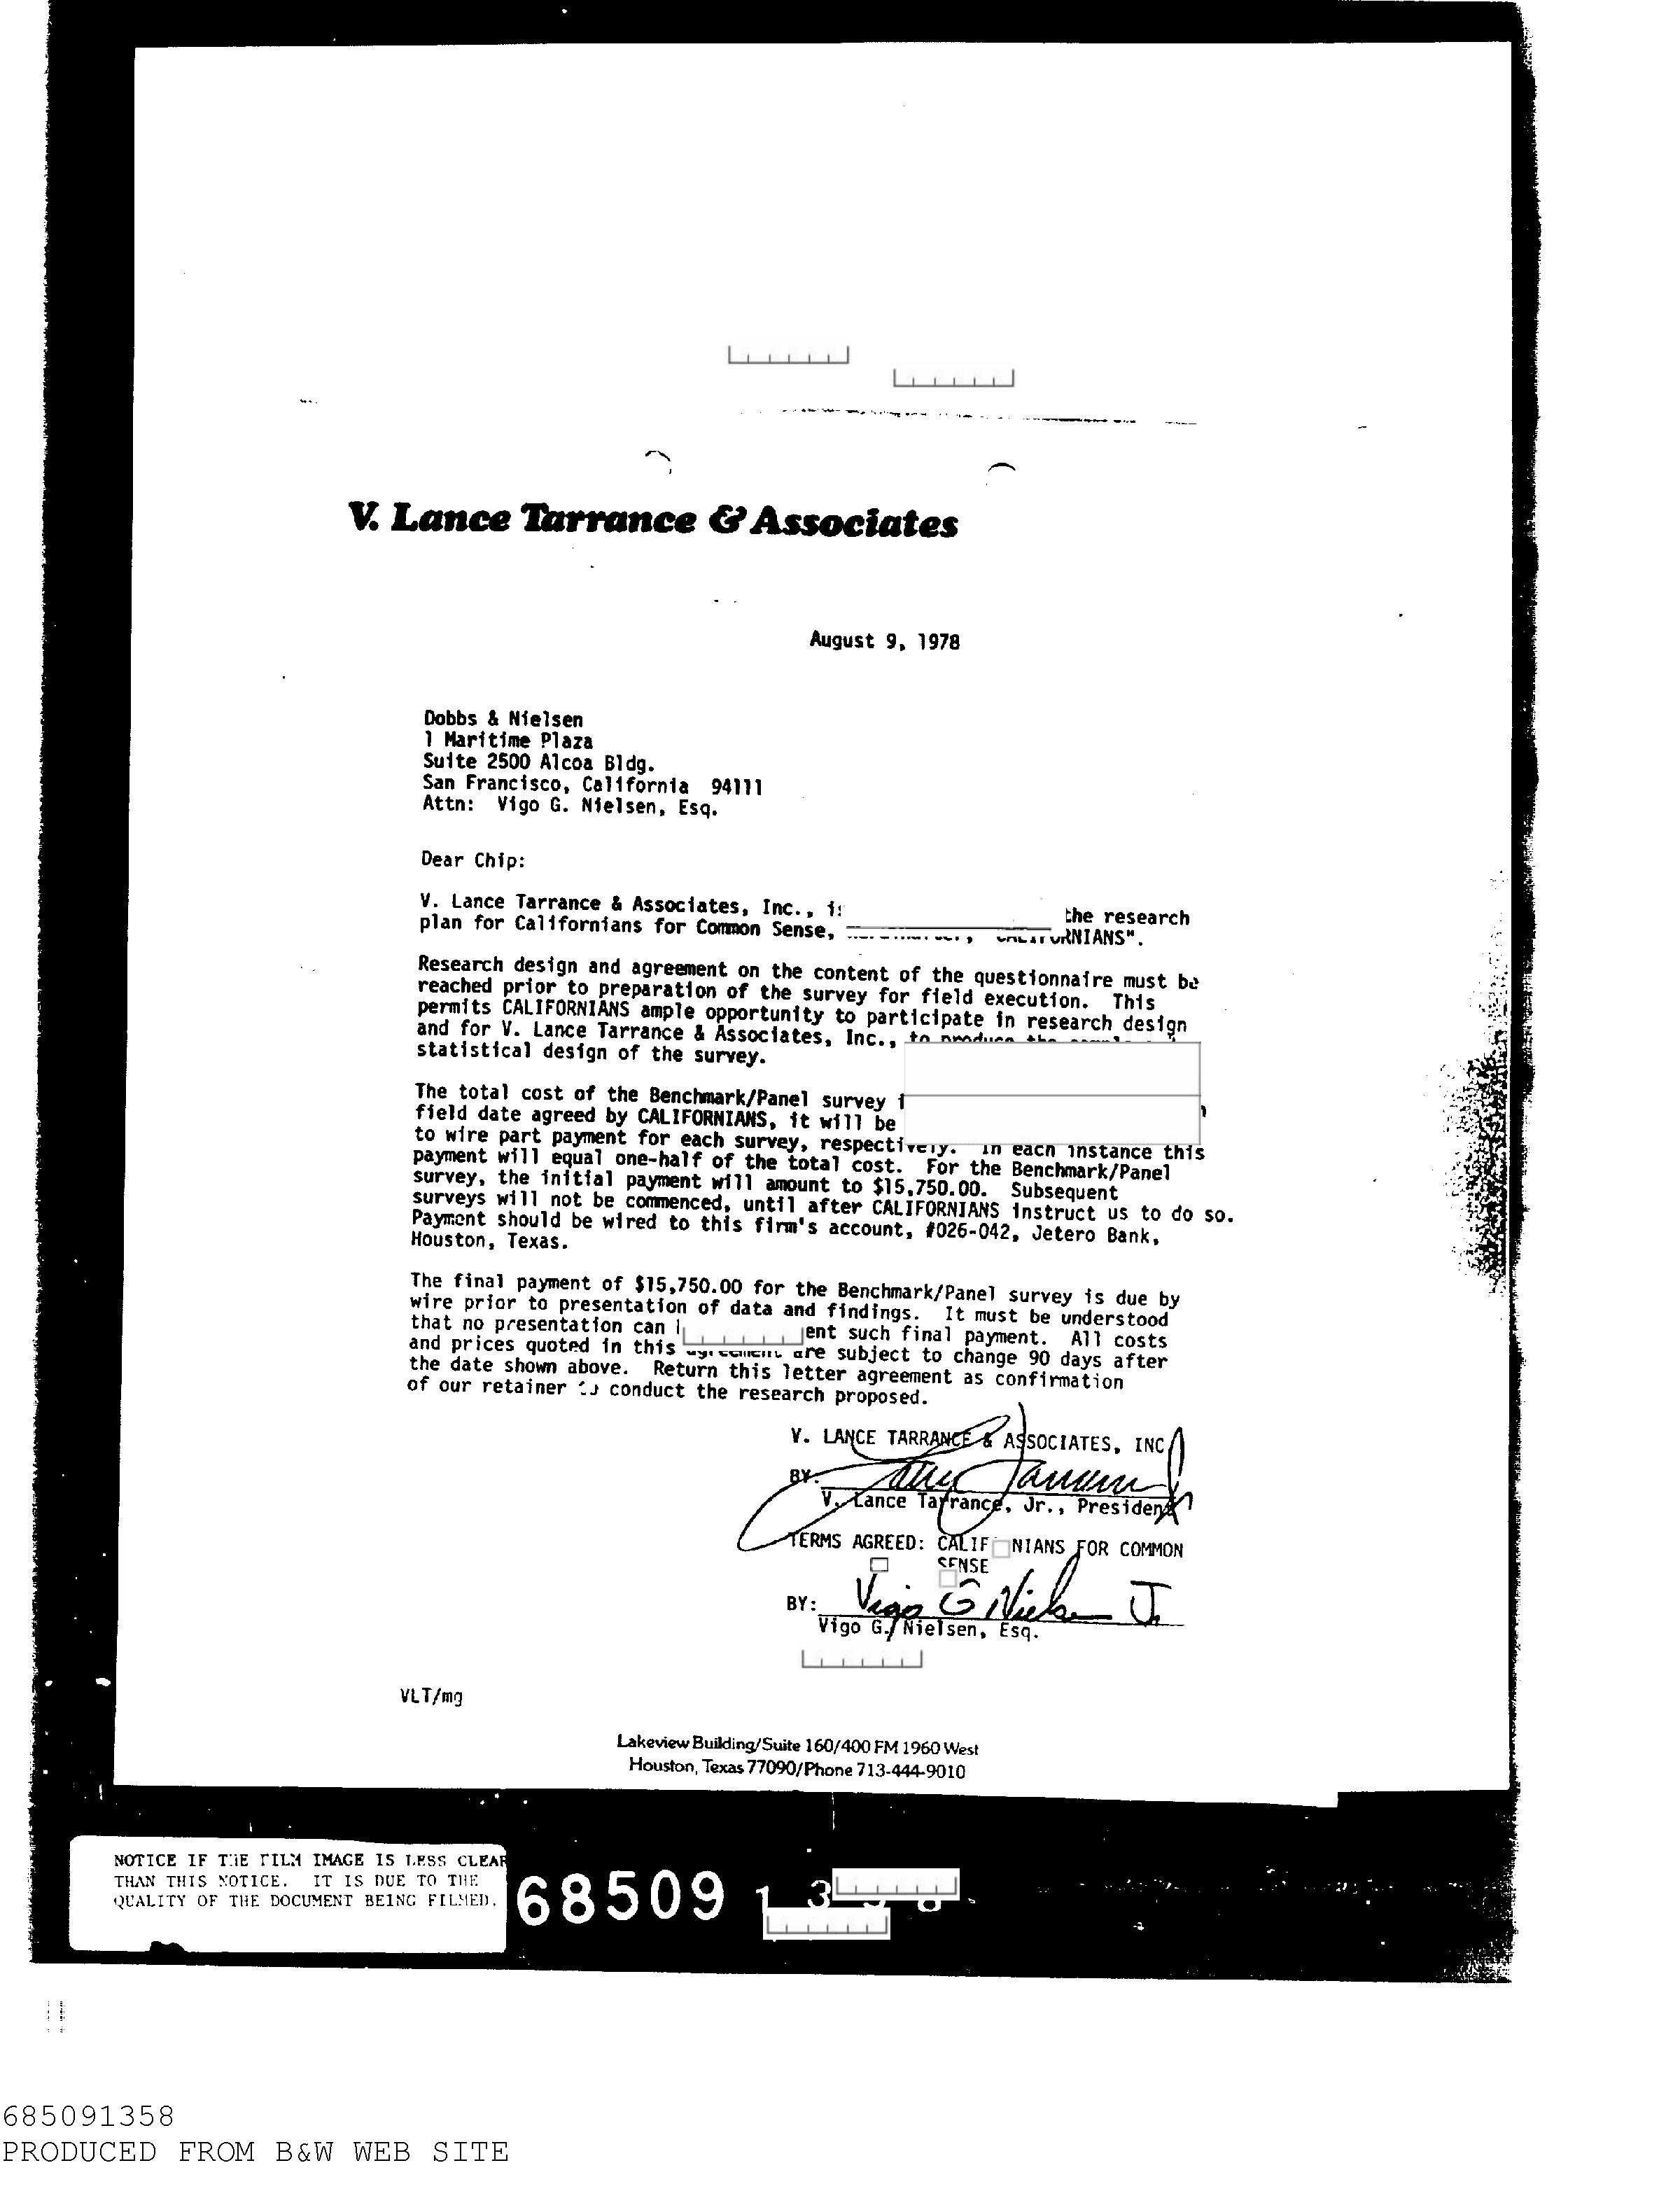 V. Lance Tarrance & Associates
August 9, 1978
Dobbs & Nielsen
1 Maritime Plaza
Suite 2500 Alcoa Bldg.
San Francisco, California 94111
Attn: Vigo G. Nielsen, Esq.
Dear Chip:
V. Lance Tarrance & Associates, Inc., the research
plan for Californians for Common Sense,
Research design and agreement on the content of the questionnaire must be
reached prior to preparation of the survey for field execution. This
permits CALIFORNIANS ample opportunity to participate in research design
and for V. Lance Tarrance & Associates, Inc., to produce the
statistical design of the survey.
The total cost of the Benchmark/Panel survey
field date agreed by CALIFORNIANS, it will be
to wire part payment for each survey, respectively. In each instance this
payment will equal one-half of the total cost. For the Benchmark/Panel
survey, the initial payment will amount to $15,750.00. Subsequent
surveys will not be commenced, until after CALIFORNIANS instruct us to do so.
Payment should be wired to this firm's account, #026-042, Jetero Bank,
Houston, Texas.
The final payment of $15,750.00 for the Benchmark/Panel survey is due by
wire prior to presentation of data and findings. It must be understood
that no presentation can such final payment. All costs
and prices quoted in this agreement are subject to change 90 days after
the date shown above. Return this letter agreement as confirmation
of our retainer to conduct the research proposed.
V. LANCE TARRANCE & ASSOCIATES, INC
BY:
V. Lance Tarrance, Jr., President
TERMS AGREED: CALIF NIANS FOR COMMON
SENSE
BY: Vigo G Nielsen Jr
Vigo G. Nielsen, Esq.
VLT/mg
Lakeview Building/Suite 160/400 FM 1960 West
Houston, Texas 77090/Phone 713-444-9010
NOTICE IF THE FILM IMAGE IS LESS CLEAR
THAN THIS NOTICE. IT IS DUE TO THE
QUALITY OF THE DOCUMENT BEING FILMED.
68509 1 3
685091358
PRODUCED FROM B&W WEB SITE